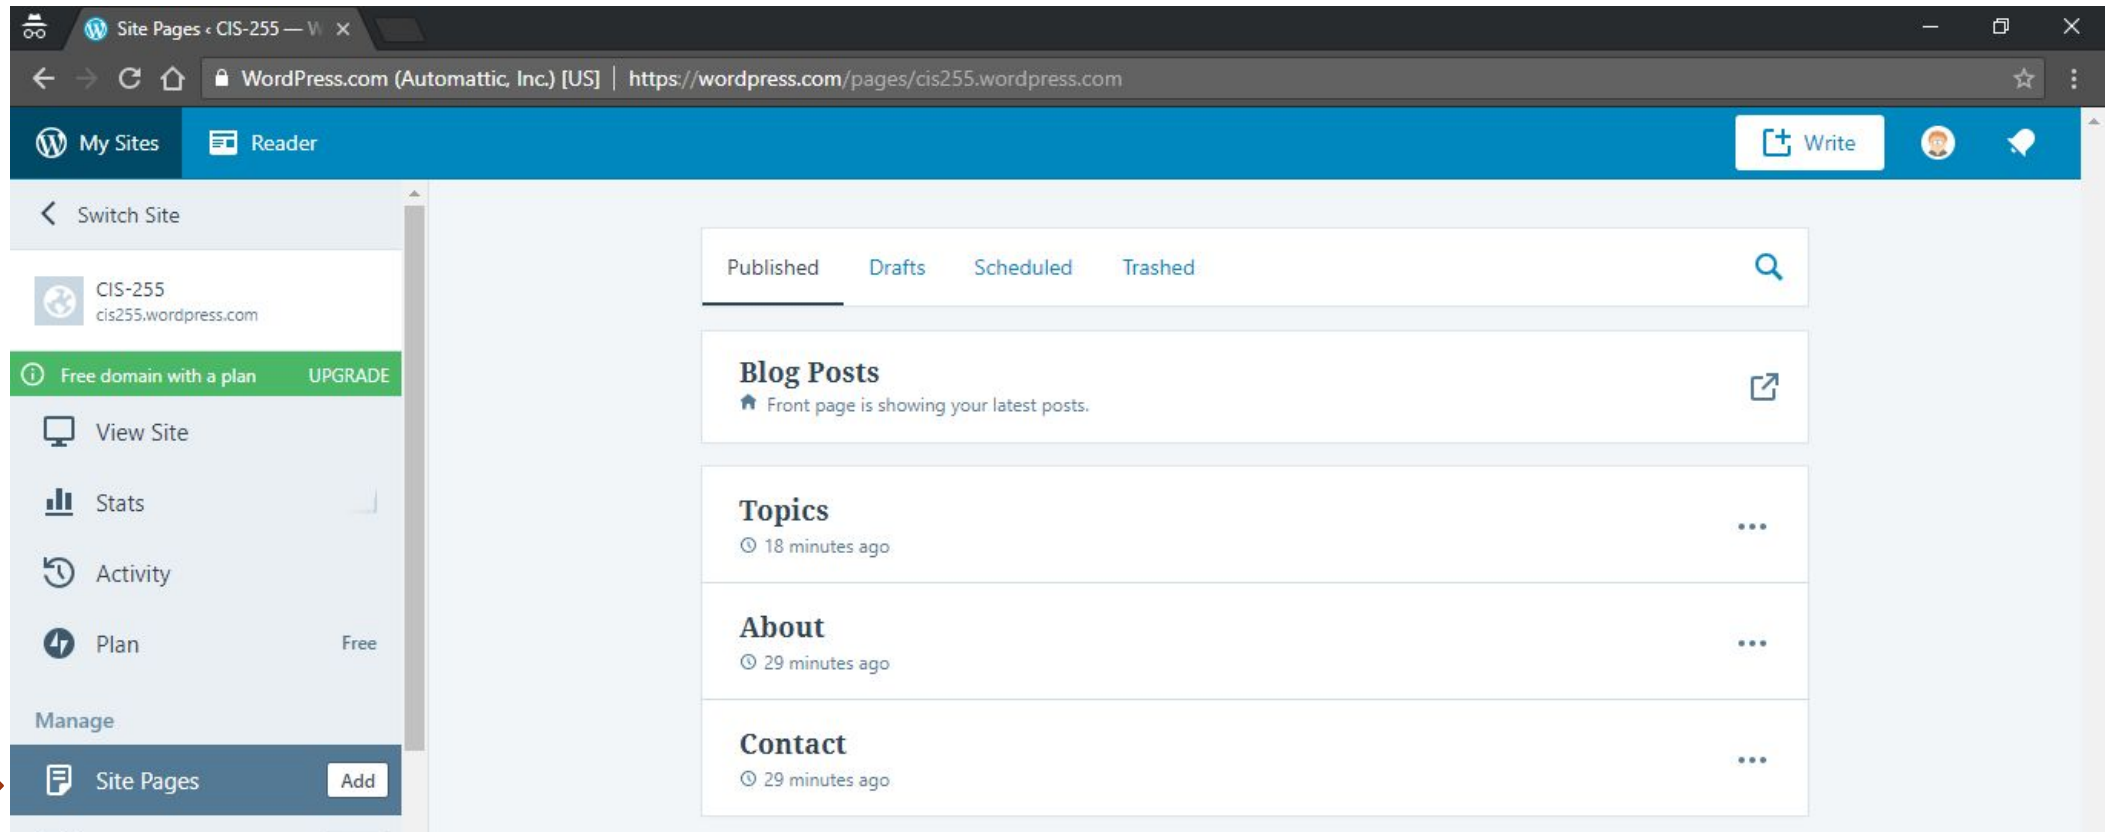 Site Pages ‹ CIS-255 — W
WordPress.com (Automattic, Inc.) [US] | https://wordpress.com/pages/cis255.wordpress.com
My Sites
Reader
Write
Switch Site
CIS-255
cis255.wordpress.com
Free domain with a plan UPGRADE
View Site
Stats
Activity
Plan Free
Manage
Site Pages Add
Published Drafts Scheduled Trashed
Blog Posts
Front page is showing your latest posts.
Topics
18 minutes ago
About
29 minutes ago
Contact
29 minutes ago